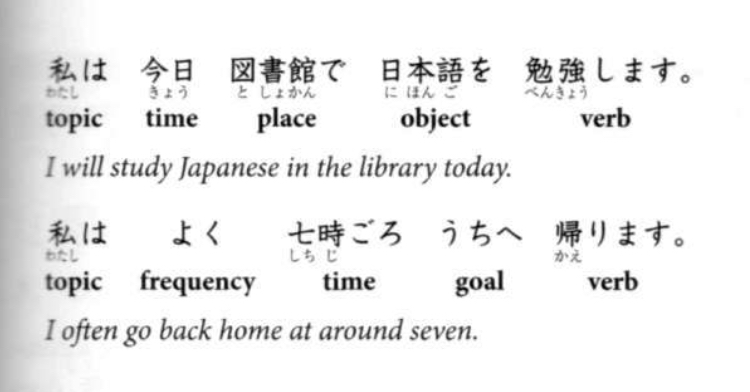 私は 今日 図書館で 日本語を 勉強します。
わたし きょう と しょかん に ほん ご べんきょう
topic time place object verb
I will study Japanese in the library today.
私は よく 七時ごろ うちへ 帰ります。
わたし しち じ かえ
topic frequency time goal verb
I often go back home at around seven.